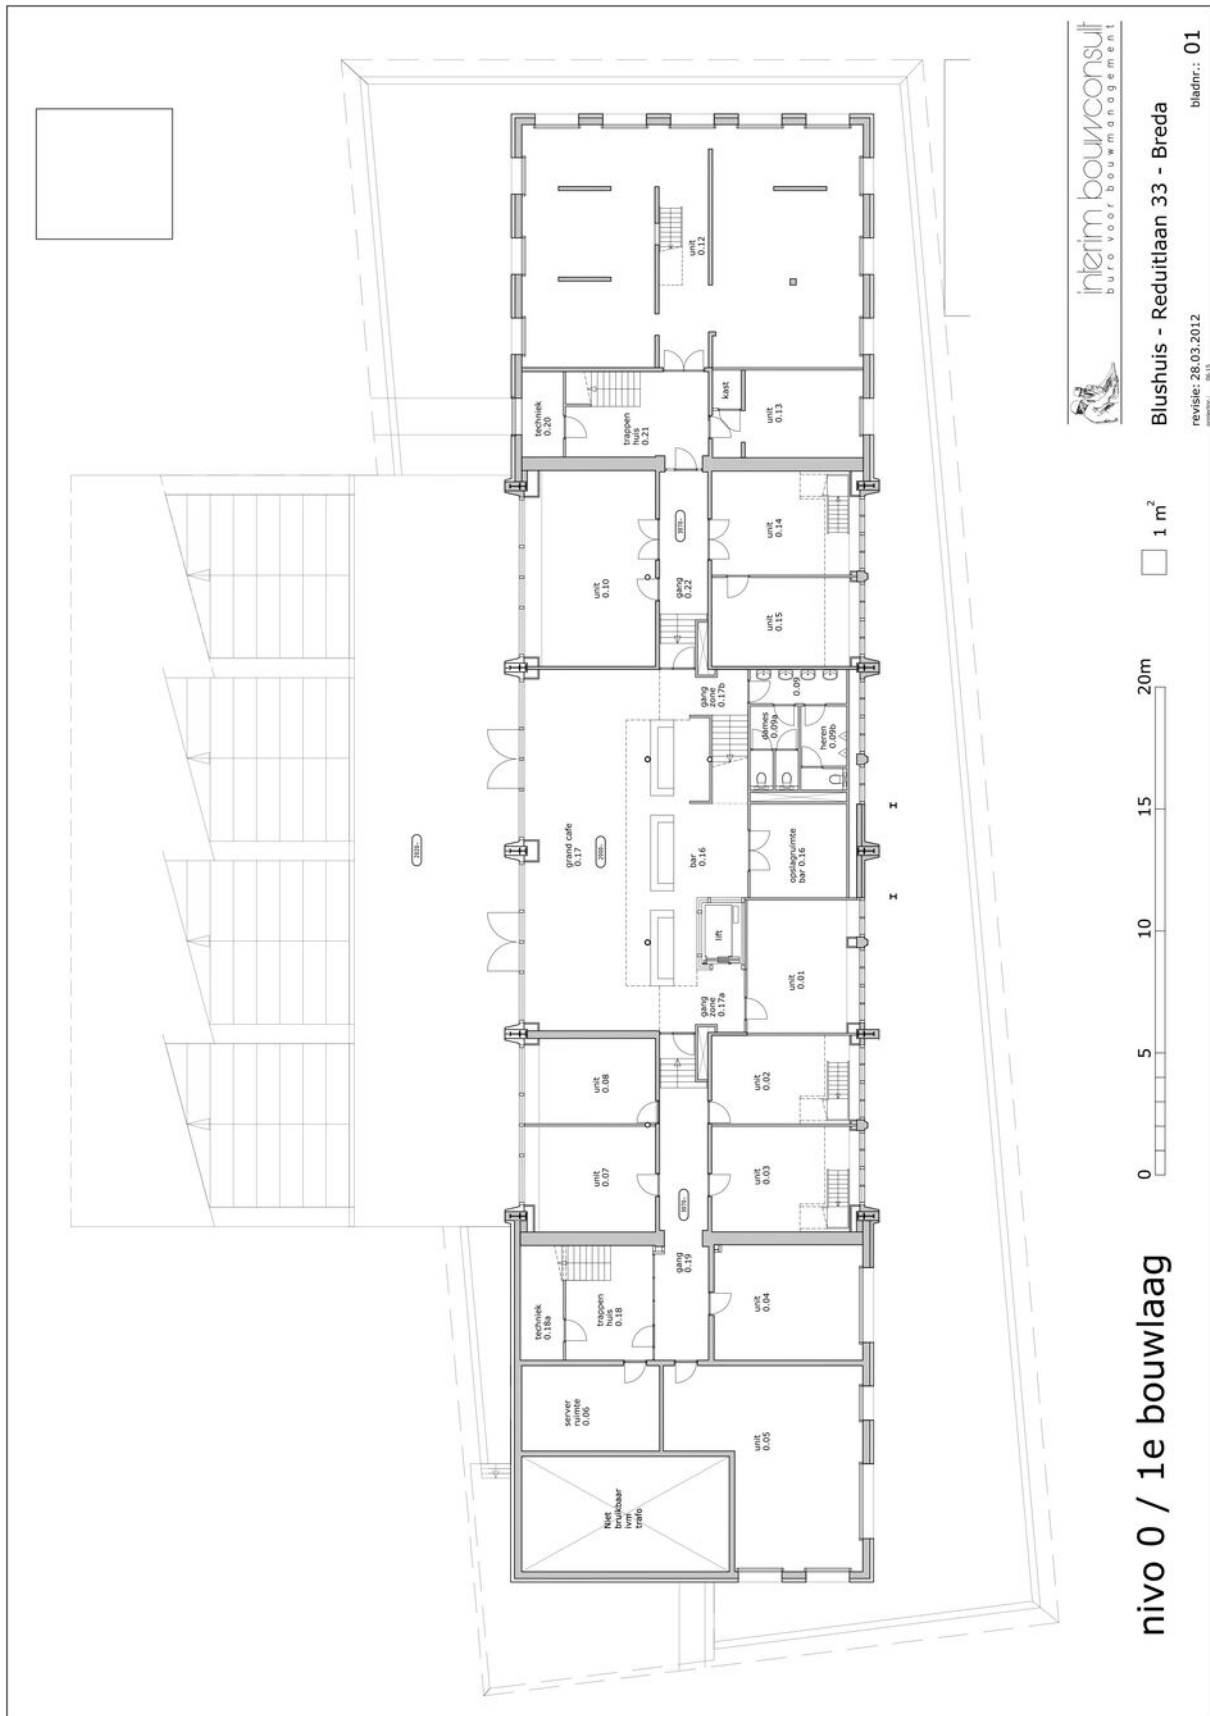 interim bouwconsult
buro voor bouwmanagement
Blushuis - Reduitlaan 33 - Breda
revisie: 28.03.2012
bladnr.: 01
nivo 0 / 1e bouwlaag
0 5 15 20m
1 m²
Niet
bruikbaar
ivm
trafo
server
ruimte
0.06
techniek
0.18a
trappen
huis
0.18
unit
0.07
unit
0.08
grand cafe
0.17
2000-
2020-
unit
0.10
techniek
0.20
trappen
huis
0.21
unit
0.12
gang
0.19
3070-
gang
zone
0.17a
lift
bar
0.16
gang
zone
0.17b
gang
0.22
3070-
kast
unit
0.05
unit
0.04
unit
0.03
unit
0.02
unit
0.01
opslagruimte
bar 0.16
dames
0.09a
heren
0.09b
0.09
unit
0.15
unit
0.14
unit
0.13